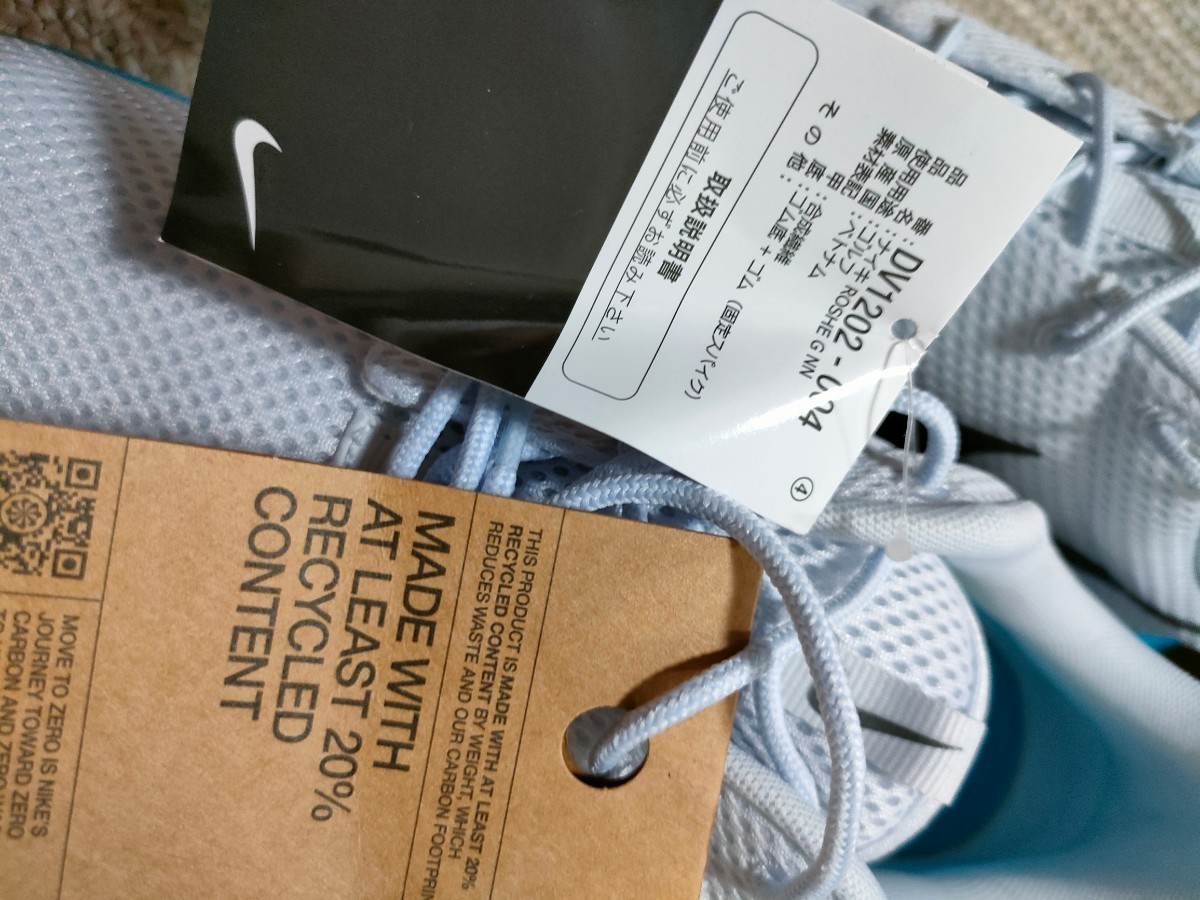 品番 : DV1202 -
品名 : ナイキ ROSHE G NN
使用用途 : ゴルフ
原産国 : ベトナム
素材表記
甲 : 合成繊維
底 : ゴム底 + ゴム (固定スパイク)
その他 :
取扱説明書
ご使用前に必ずお読み下さい
④
THIS PRODUCT IS MADE WITH AT LEAST 20%
RECYCLED CONTENT BY WEIGHT, WHICH
REDUCES WASTE AND OUR CARBON
MADE WITH
AT LEAST 20%
RECYCLED
CONTENT
MOVE TO ZERO IS NIKE'S
JOURNEY TOWARD ZERO
CARBON AND ZERO